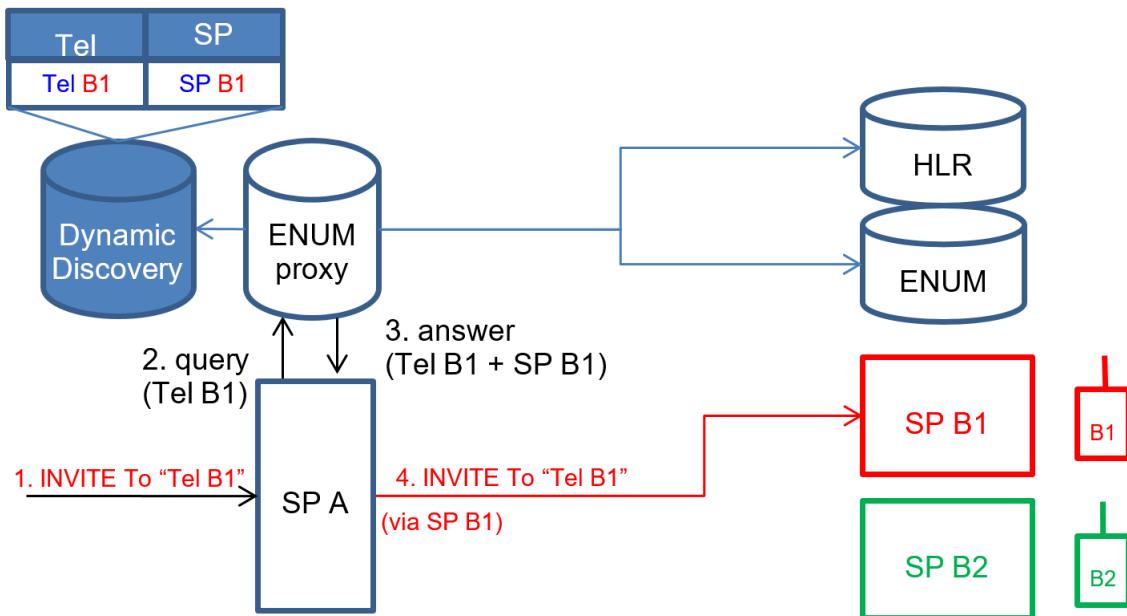 Tel
SP
Tel B1
SP B1
Dynamic
Discovery
ENUM
proxy
HLR
ENUM
2. query
(Tel B1)
3. answer
(Tel B1 + SP B1)
1. INVITE To “Tel B1”
SP A
4. INVITE To “Tel B1”
(via SP B1)
SP B1
B1
SP B2
B2